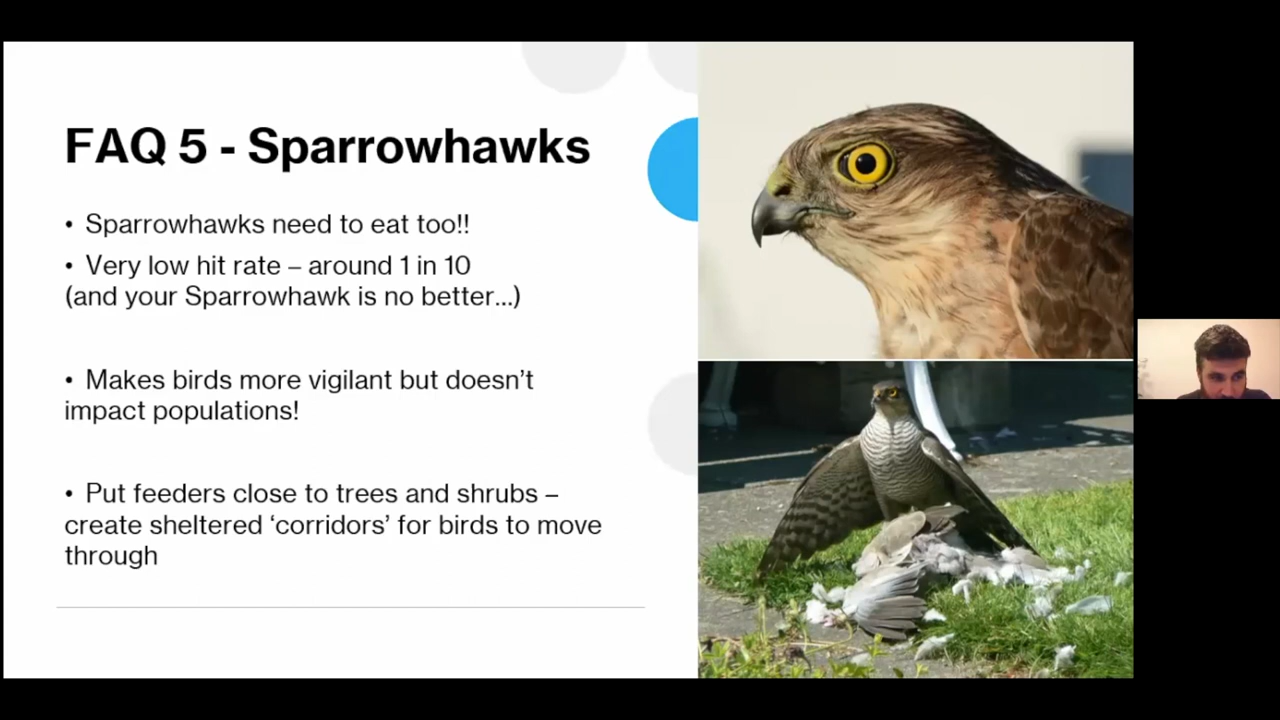 FAQ 5 - Sparrowhawks
• Sparrowhawks need to eat too!!
• Very low hit rate – around 1 in 10
(and your Sparrowhawk is no better...)
• Makes birds more vigilant but doesn't
impact populations!
• Put feeders close to trees and shrubs –
create sheltered ‘corridors’ for birds to move
through